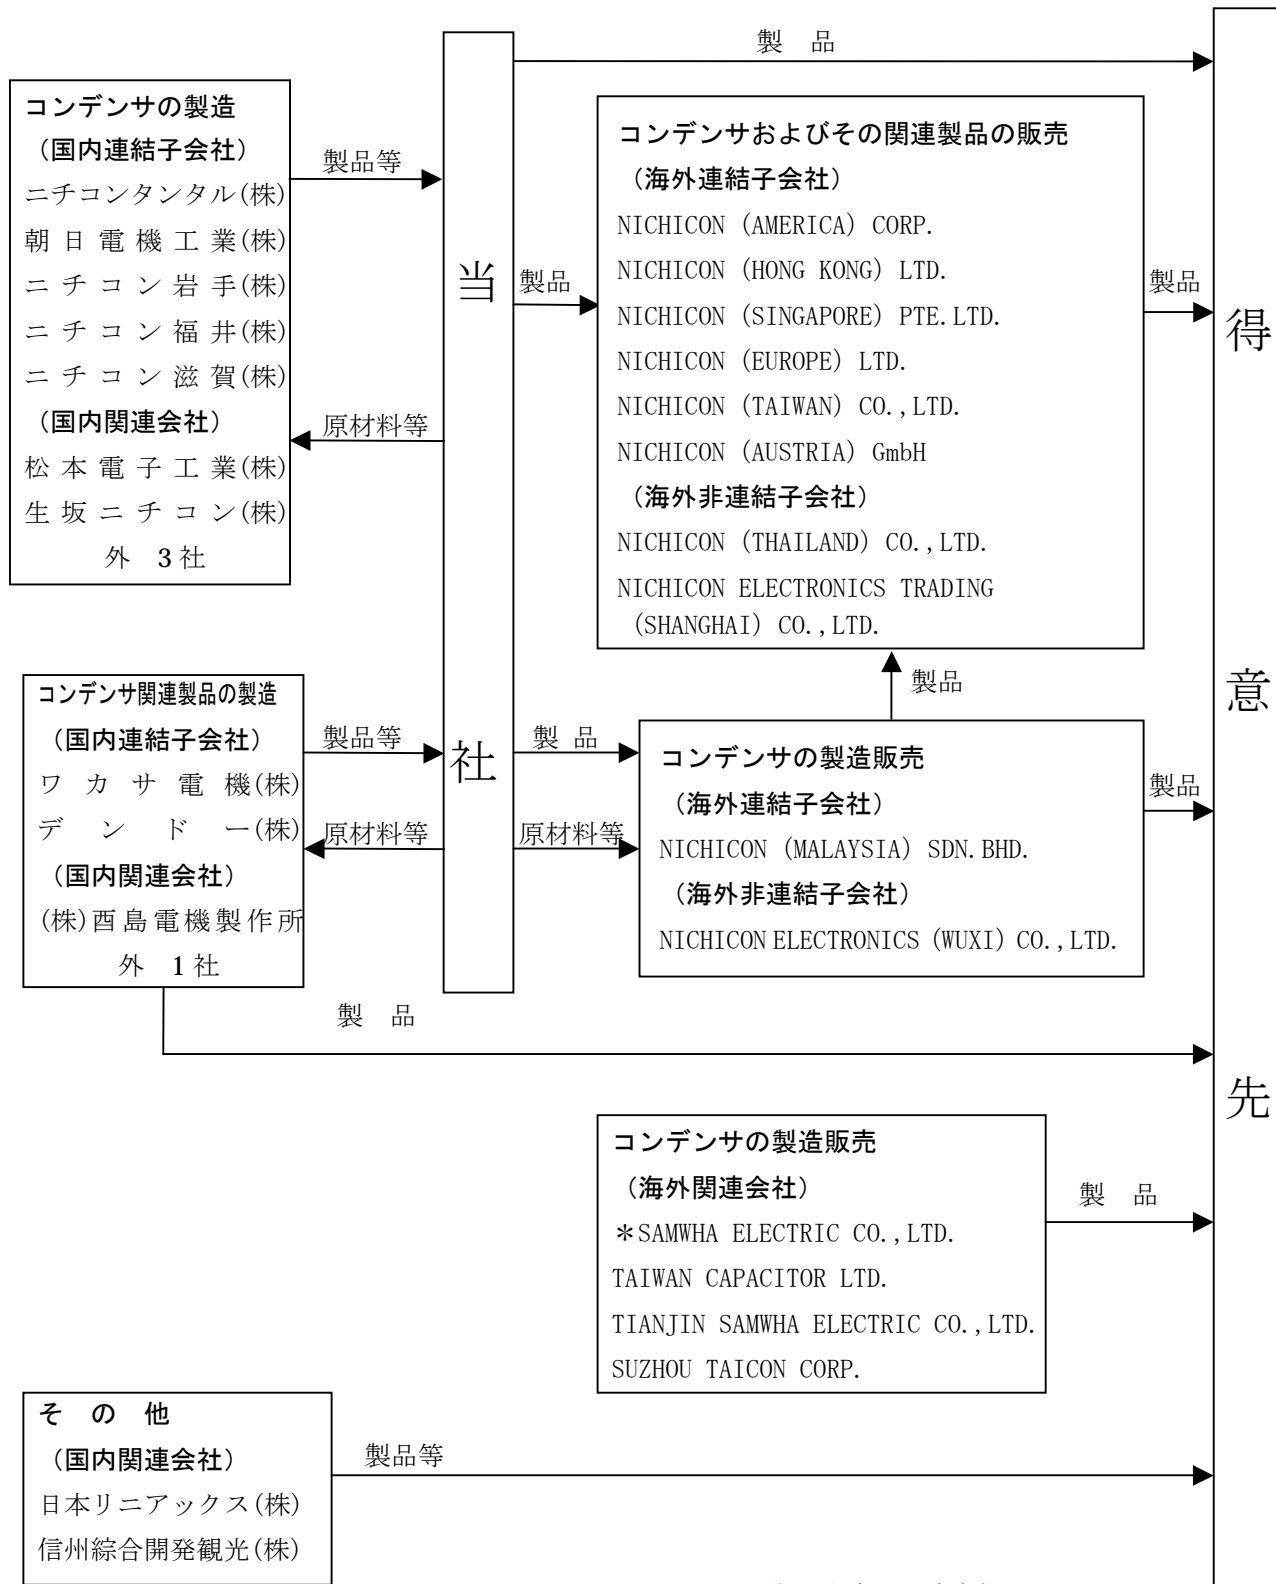 製 品
コンデンサの製造
（国内連結子会社）
ニチコンタンタル(株)
朝日電機工業(株)
ニチコン岩手(株)
ニチコン福井(株)
ニチコン滋賀(株)
（国内関連会社）
松本電子工業(株)
生坂ニチコン(株)
外 3社
製品等
原材料等
当社
製品
コンデンサおよびその関連製品の販売
（海外連結子会社）
NICHICON (AMERICA) CORP.
NICHICON (HONG KONG) LTD.
NICHICON (SINGAPORE) PTE.LTD.
NICHICON (EUROPE) LTD.
NICHICON (TAIWAN) CO.,LTD.
NICHICON (AUSTRIA) GmbH
（海外非連結子会社）
NICHICON (THAILAND) CO.,LTD.
NICHICON ELECTRONICS TRADING
(SHANGHAI) CO.,LTD.
製品
得意先
製品
コンデンサ関連製品の製造
（国内連結子会社）
ワカサ電機(株)
デンドー(株)
（国内関連会社）
(株)酉島電機製作所
外 1社
製品等
原材料等
製 品
原材料等
コンデンサの製造販売
（海外連結子会社）
NICHICON (MALAYSIA) SDN.BHD.
（海外非連結子会社）
NICHICON ELECTRONICS (WUXI) CO.,LTD.
製品
製 品
コンデンサの製造販売
（海外関連会社）
＊SAMWHA ELECTRIC CO.,LTD.
TAIWAN CAPACITOR LTD.
TIANJIN SAMWHA ELECTRIC CO.,LTD.
SUZHOU TAICON CORP.
製 品
そ の 他
（国内関連会社）
日本リニアックス(株)
信州綜合開発観光(株)
製品等